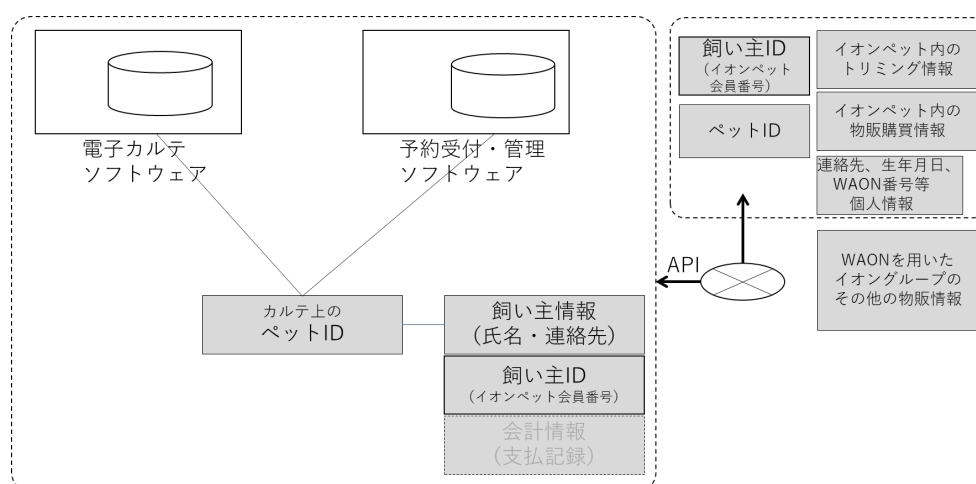 電子カルテ
ソフトウェア
予約受付・管理
ソフトウェア
カルテ上の
ペットID
飼い主情報
(氏名・連絡先)
飼い主ID
(イオンペット会員番号)
会計情報
(支払記録)
API
飼い主ID
(イオンペット
会員番号)
ペットID
イオンペット内の
トリミング情報
イオンペット内の
物販購買情報
連絡先、生年月日、
WAON番号等
個人情報
WAONを用いた
イオングループの
その他の物販情報